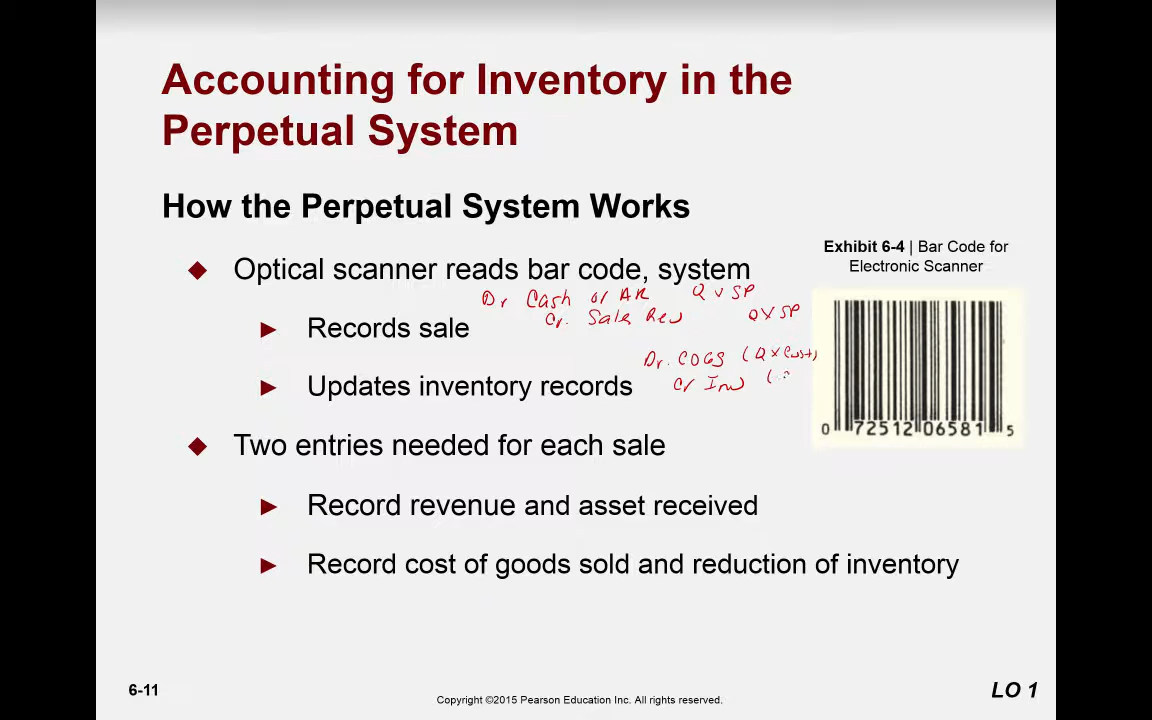 Accounting for Inventory in the
Perpetual System
How the Perpetual System Works
Exhibit 6-4 | Bar Code for
Electronic Scanner
Optical scanner reads bar code, system
Dr Cash or AR Q x SP
Cr. Sales Rev Q x SP
Records sale
Dr. COGS (Q x Cost)
Cr Inv (
Updates inventory records
0 72512 06581 5
Two entries needed for each sale
Record revenue and asset received
Record cost of goods sold and reduction of inventory
6-11
Copyright ©2015 Pearson Education Inc. All rights reserved.
LO 1